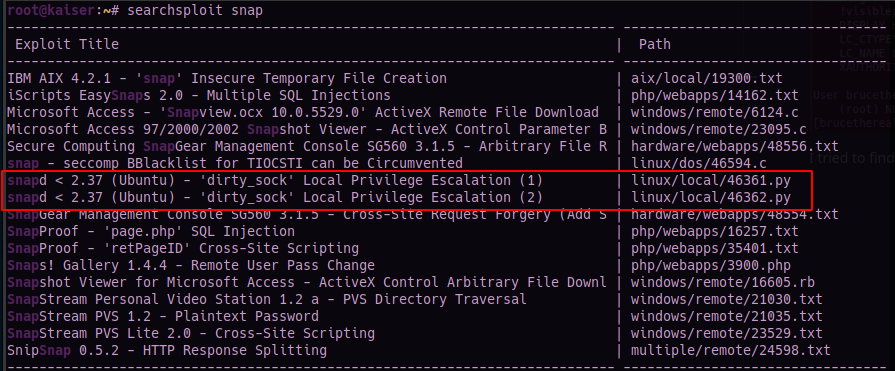 root@kaiser:~# searchsploit snap
Exploit Title | Path
IBM AIX 4.2.1 - 'snap' Insecure Temporary File Creation | aix/local/19300.txt
iScripts EasySnaps 2.0 - Multiple SQL Injections | php/webapps/14162.txt
Microsoft Access - 'Snapview.ocx 10.0.5529.0' ActiveX Remote File Download | windows/remote/6124.c
Microsoft Access 97/2000/2002 Snapshot Viewer - ActiveX Control Parameter B | windows/remote/23095.c
Secure Computing SnapGear Management Console SG560 3.1.5 - Arbitrary File R | hardware/webapps/48556.txt
snap - seccomp BBlacklist for TIOCSTI can be Circumvented | linux/dos/46594.c
snapd < 2.37 (Ubuntu) - 'dirty_sock' Local Privilege Escalation (1) | linux/local/46361.py
snapd < 2.37 (Ubuntu) - 'dirty_sock' Local Privilege Escalation (2) | linux/local/46362.py
SnapGear Management Console SG560 3.1.5 - Cross-Site Request Forgery (Add S | hardware/webapps/48554.txt
SnapProof - 'page.php' SQL Injection | php/webapps/16257.txt
SnapProof - 'retPageID' Cross-Site Scripting | php/webapps/35401.txt
Snaps! Gallery 1.4.4 - Remote User Pass Change | php/webapps/3900.php
Snapshot Viewer for Microsoft Access - ActiveX Control Arbitrary File Downl | windows/remote/16605.rb
SnapStream Personal Video Station 1.2 a - PVS Directory Traversal | windows/remote/21030.txt
SnapStream PVS 1.2 - Plaintext Password | windows/remote/21035.txt
SnapStream PVS Lite 2.0 - Cross-Site Scripting | windows/remote/23529.txt
SnipSnap 0.5.2 - HTTP Response Splitting | multiple/remote/24598.txt
I tried to find